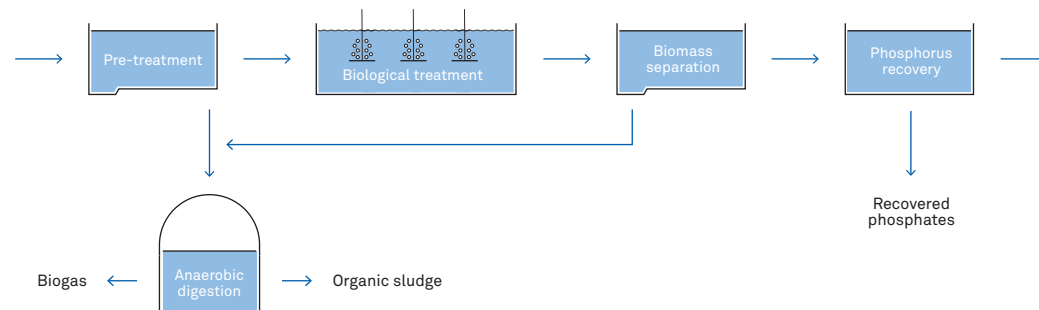 Pre-treatment
Biological treatment
Biomass
separation
Phosphorus
recovery
Recovered
phosphates
Biogas
Anaerobic
digestion
Organic sludge